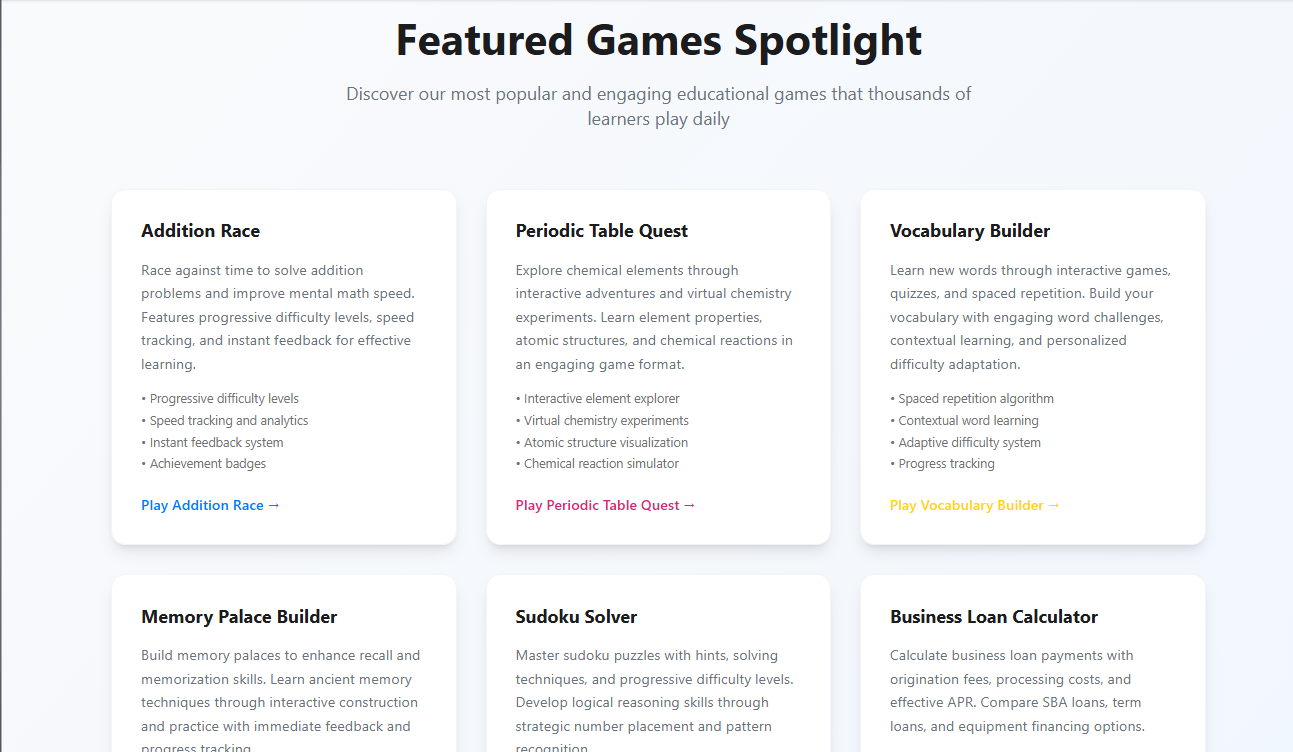 Featured Games Spotlight
Discover our most popular and engaging educational games that thousands of
learners play daily
Addition Race
Race against time to solve addition
problems and improve mental math speed.
Features progressive difficulty levels, speed
tracking, and instant feedback for effective
learning.
• Progressive difficulty levels
• Speed tracking and analytics
• Instant feedback system
• Achievement badges
Play Addition Race →
Periodic Table Quest
Explore chemical elements through
interactive adventures and virtual chemistry
experiments. Learn element properties,
atomic structures, and chemical reactions in
an engaging game format.
• Interactive element explorer
• Virtual chemistry experiments
• Atomic structure visualization
• Chemical reaction simulator
Play Periodic Table Quest →
Vocabulary Builder
Learn new words through interactive games,
quizzes, and spaced repetition. Build your
vocabulary with engaging word challenges,
contextual learning, and personalized
difficulty adaptation.
• Spaced repetition algorithm
• Contextual word learning
• Adaptive difficulty system
• Progress tracking
Play Vocabulary Builder →
Memory Palace Builder
Build memory palaces to enhance recall and
memorization skills. Learn ancient memory
techniques through interactive construction
and practice with immediate feedback and
progress tracking.
Sudoku Solver
Master sudoku puzzles with hints, solving
techniques, and progressive difficulty levels.
Develop logical reasoning skills through
strategic number placement and pattern
recognition.
Business Loan Calculator
Calculate business loan payments with
origination fees, processing costs, and
effective APR. Compare SBA loans, term
loans, and equipment financing options.